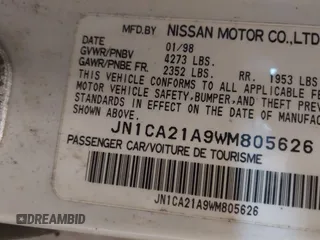 MFD BY NISSAN MOTOR CO.,LTD.
DATE 01/98
GVWR/PNBV 4273 LBS.
GAWR/PNBE FR. 2352 LBS. RR. 1953 LBS
THIS VEHICLE CONFORMS TO ALL APPLICABLE FEDE
MOTOR VEHICLE SAFETY, BUMPER, AND THEFT PREV
STANDARDS IN EFFECT ON THE DATE OF MANUFAC
SHOWN ABOVE.
JN1CA21A9WM805626
PASSENGER CAR/VOITURE DE TOURISME
JN1CA21A9WM805626
DREAMBID